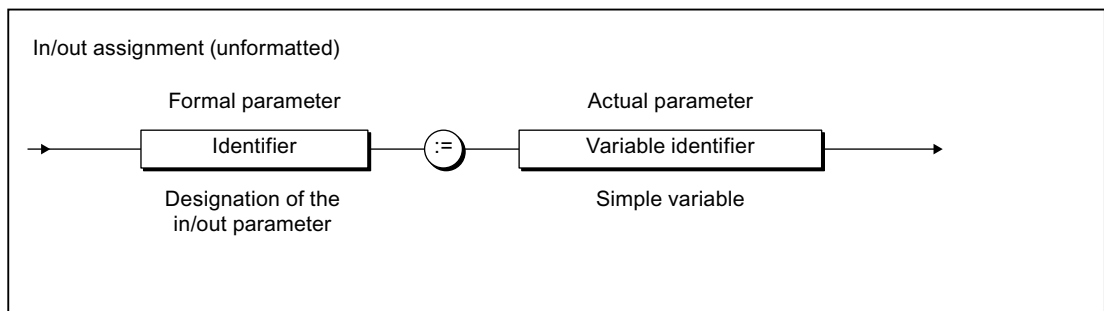 In/out assignment (unformatted)
Formal parameter
Actual parameter
Identifier
:=
Variable identifier
Designation of the
in/out parameter
Simple variable